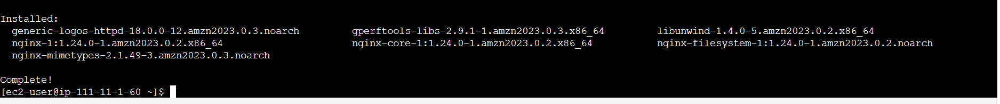 Installed:
generic-logos-httpd-18.0.0-12.amzn2023.0.3.noarch gperftools-libs-2.9.1-1.amzn2023.0.3.x86_64 libunwind-1.4.0-5.amzn2023.0.2.x86_64
nginx-1:1.24.0-1.amzn2023.0.2.x86_64 nginx-core-1:1.24.0-1.amzn2023.0.2.x86_64 nginx-filesystem-1:1.24.0-1.amzn2023.0.2.noarch
nginx-mimetypes-2.1.49-3.amzn2023.0.3.noarch
Complete!
[ec2-user@ip-111-11-1-60 ~]$